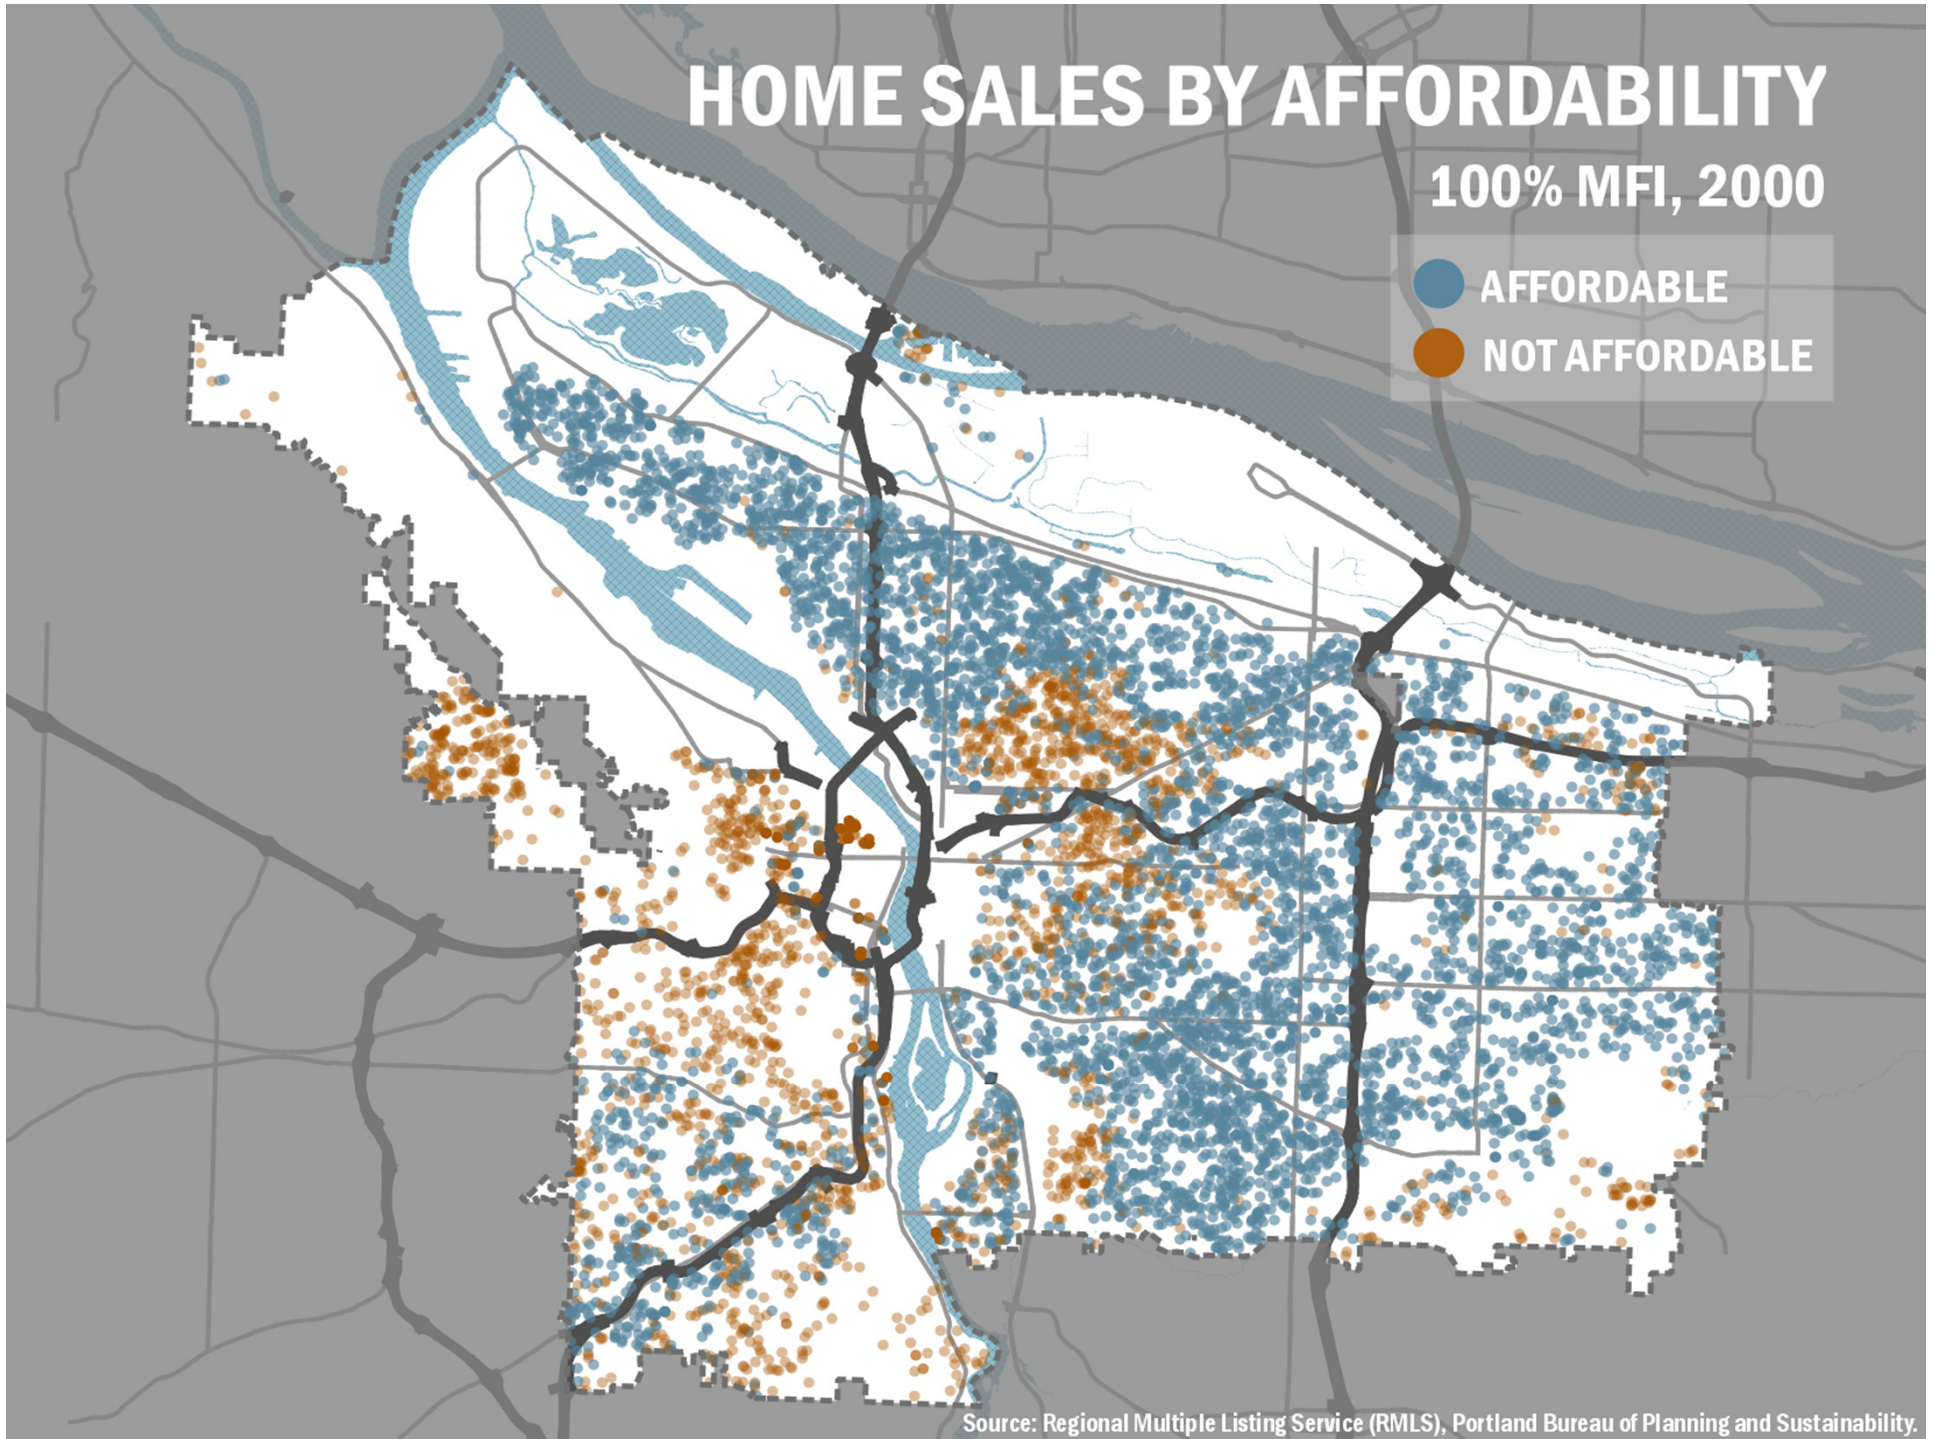 HOME SALES BY AFFORDABILITY
100% MFI, 2000
AFFORDABLE
NOT AFFORDABLE
Source: Regional Multiple Listing Service (RMLS), Portland Bureau of Planning and Sustainability.